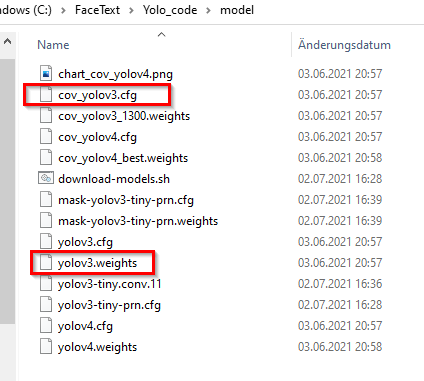 ndows (C:) > FaceText > Yolo_code > model
Name
Änderungsdatum
chart_cov_yolov4.png 03.06.2021 20:57
cov_yolov3.cfg 03.06.2021 20:57
cov_yolov3_1300.weights 03.06.2021 20:57
cov_yolov4.cfg 03.06.2021 20:57
cov_yolov4_best.weights 03.06.2021 20:58
download-models.sh 02.07.2021 16:28
mask-yolov3-tiny-prn.cfg 02.07.2021 16:39
mask-yolov3-tiny-prn.weights 02.07.2021 16:39
yolov3.cfg 03.06.2021 20:57
yolov3.weights 03.06.2021 20:57
yolov3-tiny.conv.11 02.07.2021 16:36
yolov3-tiny-prn.cfg 02.07.2021 16:28
yolov4.cfg 03.06.2021 20:57
yolov4.weights 03.06.2021 20:58